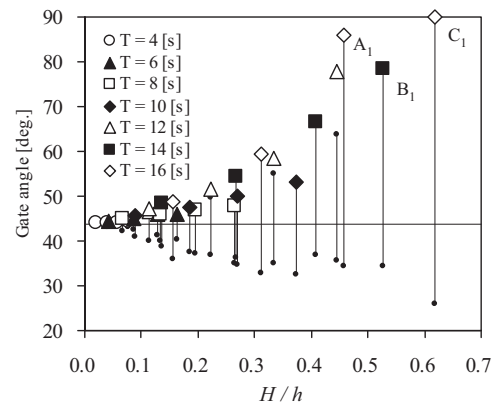 90
80
70
60
50
40
30
20
Gate angle [deg.]
T = 4 [s]
T = 6 [s]
T = 8 [s]
T = 10 [s]
T = 12 [s]
T = 14 [s]
T = 16 [s]
A1
B1
C1
0.0 0.1 0.2 0.3 0.4 0.5 0.6 0.7
H / h